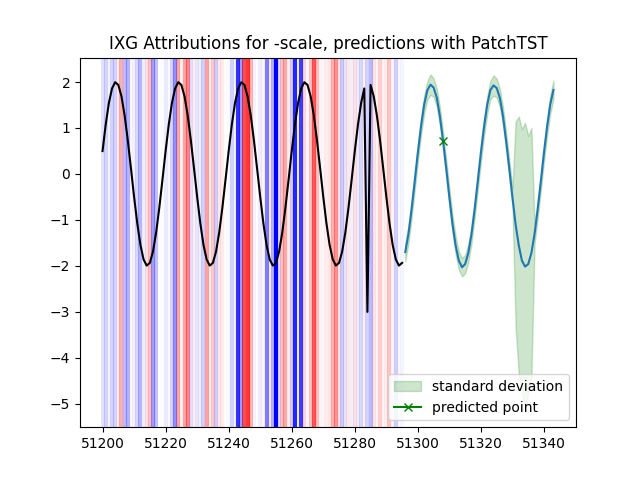 IXG Attributions for -scale, predictions with PatchTST
2
1
0
−1
−2
−3
−4
−5
standard deviation
predicted point
51200 51220 51240 51260 51280 51300 51320 51340